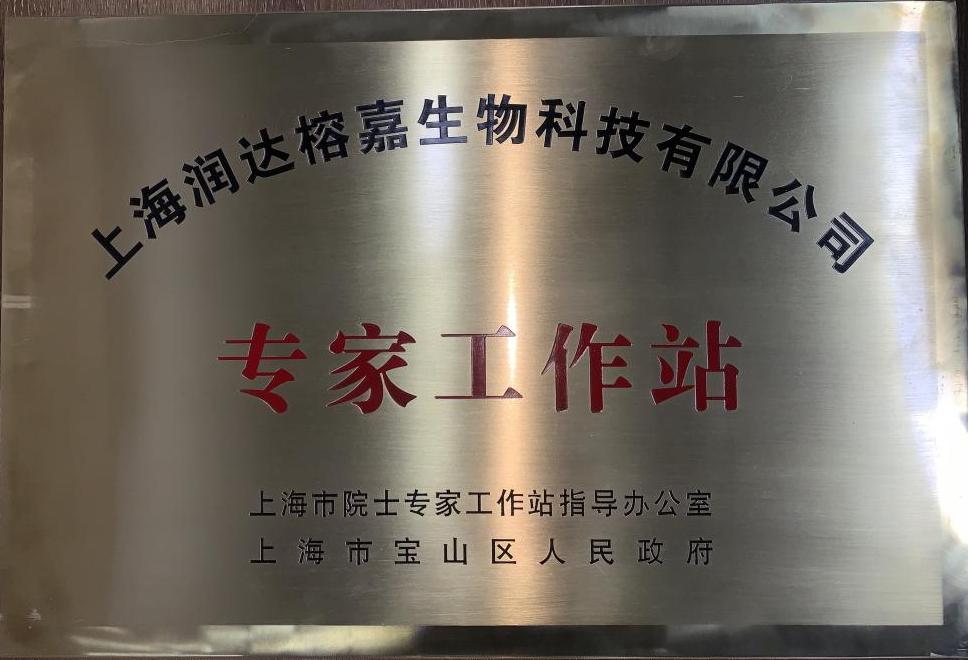 上海润达榕嘉生物科技有限公司
专家工作站
上海市院士专家工作站指导办公室
上海市宝山区人民政府